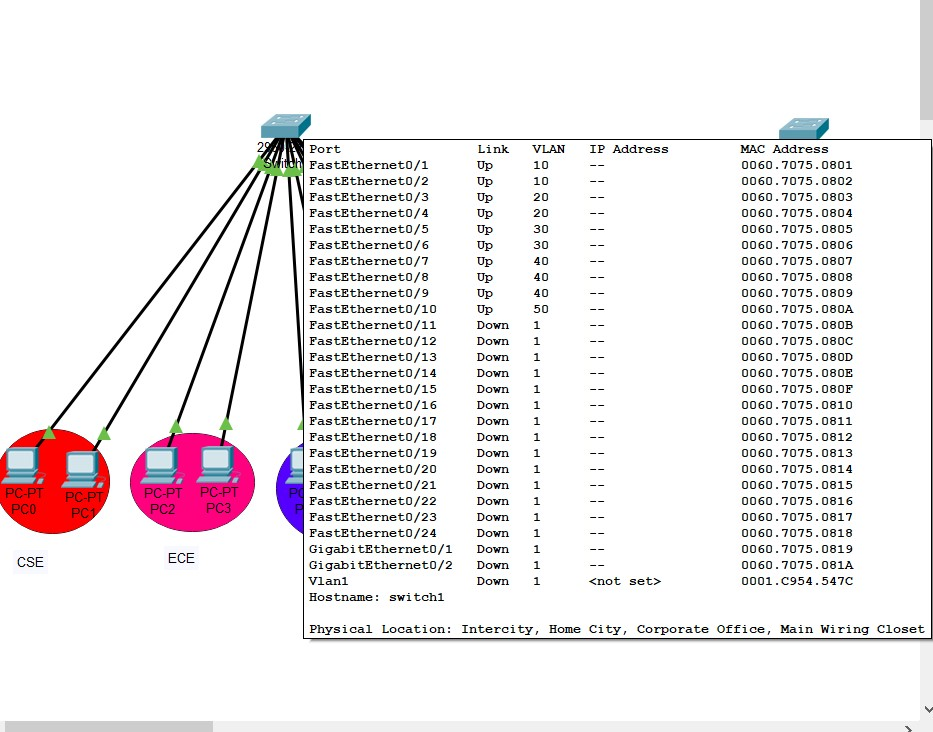 Port Link VLAN IP Address MAC Address
FastEthernet0/1 Up 10 -- 0060.7075.0801
FastEthernet0/2 Up 10 -- 0060.7075.0802
FastEthernet0/3 Up 20 -- 0060.7075.0803
FastEthernet0/4 Up 20 -- 0060.7075.0804
FastEthernet0/5 Up 30 -- 0060.7075.0805
FastEthernet0/6 Up 30 -- 0060.7075.0806
FastEthernet0/7 Up 40 -- 0060.7075.0807
FastEthernet0/8 Up 40 -- 0060.7075.0808
FastEthernet0/9 Up 40 -- 0060.7075.0809
FastEthernet0/10 Up 50 -- 0060.7075.080A
FastEthernet0/11 Down 1 -- 0060.7075.080B
FastEthernet0/12 Down 1 -- 0060.7075.080C
FastEthernet0/13 Down 1 -- 0060.7075.080D
FastEthernet0/14 Down 1 -- 0060.7075.080E
FastEthernet0/15 Down 1 -- 0060.7075.080F
FastEthernet0/16 Down 1 -- 0060.7075.0810
FastEthernet0/17 Down 1 -- 0060.7075.0811
FastEthernet0/18 Down 1 -- 0060.7075.0812
FastEthernet0/19 Down 1 -- 0060.7075.0813
FastEthernet0/20 Down 1 -- 0060.7075.0814
FastEthernet0/21 Down 1 -- 0060.7075.0815
FastEthernet0/22 Down 1 -- 0060.7075.0816
FastEthernet0/23 Down 1 -- 0060.7075.0817
FastEthernet0/24 Down 1 -- 0060.7075.0818
GigabitEthernet0/1 Down 1 -- 0060.7075.0819
GigabitEthernet0/2 Down 1 -- 0060.7075.081A
Vlan1 Down 1 <not set> 0001.C954.547C
Hostname: switch1
Physical Location: Intercity, Home City, Corporate Office, Main Wiring Closet
Switch
PC-PT
PC0
PC-PT
PC1
PC-PT
PC2
PC-PT
PC3
CSE
ECE